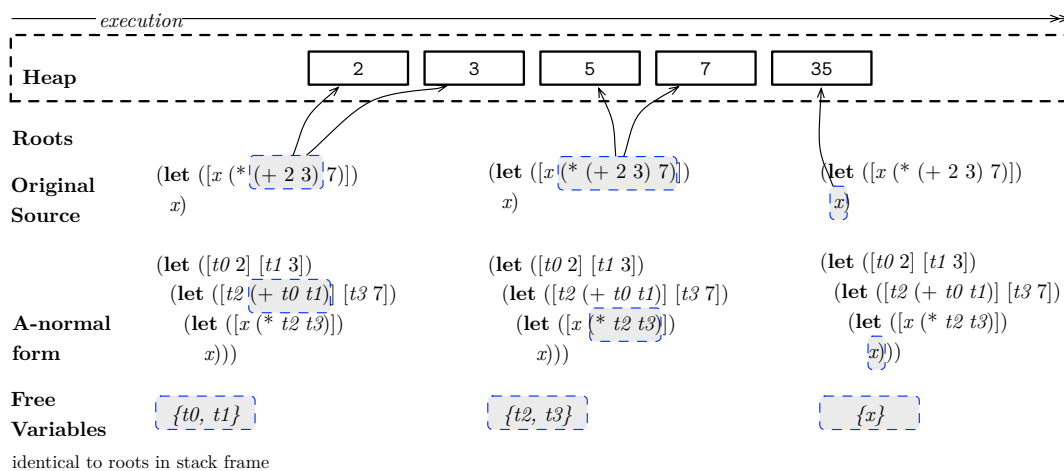 execution
Heap
2 3 5 7 35
Roots
Original
Source
(let ([x (* (+ 2 3) 7)])
x)
(let ([x (* (+ 2 3) 7)])
x)
(let ([x (* (+ 2 3) 7)])
x)
A-normal
form
(let ([t0 2] [t1 3])
(let ([t2 (+ t0 t1)] [t3 7])
(let ([x (* t2 t3)])
x)))
(let ([t0 2] [t1 3])
(let ([t2 (+ t0 t1)] [t3 7])
(let ([x (* t2 t3)])
x)))
(let ([t0 2] [t1 3])
(let ([t2 (+ t0 t1)] [t3 7])
(let ([x (* t2 t3)])
x)))
Free
Variables
{t0, t1}
{t2, t3}
{x}
identical to roots in stack frame